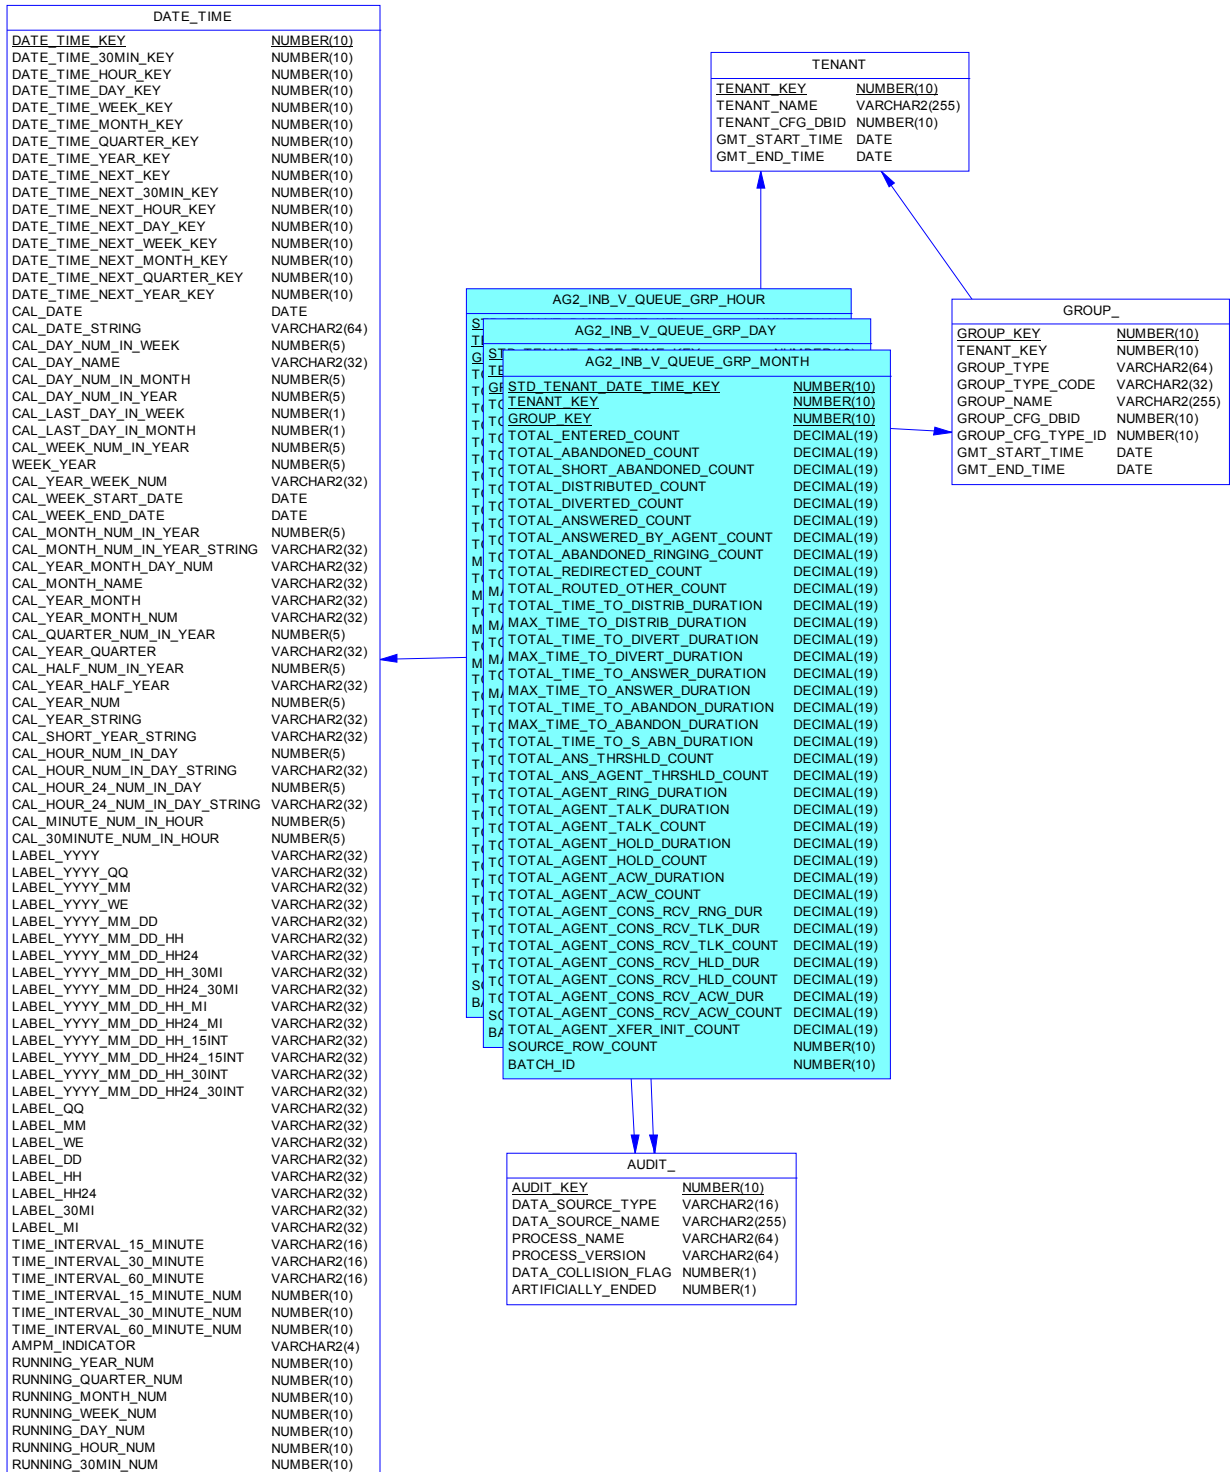 DATE_TIME
DATE_TIME_KEY NUMBER(10)
DATE_TIME_30MIN_KEY NUMBER(10)
DATE_TIME_HOUR_KEY NUMBER(10)
DATE_TIME_DAY_KEY NUMBER(10)
DATE_TIME_WEEK_KEY NUMBER(10)
DATE_TIME_MONTH_KEY NUMBER(10)
DATE_TIME_QUARTER_KEY NUMBER(10)
DATE_TIME_YEAR_KEY NUMBER(10)
DATE_TIME_NEXT_KEY NUMBER(10)
DATE_TIME_NEXT_30MIN_KEY NUMBER(10)
DATE_TIME_NEXT_HOUR_KEY NUMBER(10)
DATE_TIME_NEXT_DAY_KEY NUMBER(10)
DATE_TIME_NEXT_WEEK_KEY NUMBER(10)
DATE_TIME_NEXT_MONTH_KEY NUMBER(10)
DATE_TIME_NEXT_QUARTER_KEY NUMBER(10)
DATE_TIME_NEXT_YEAR_KEY NUMBER(10)
CAL_DATE DATE
CAL_DATE_STRING VARCHAR2(64)
CAL_DAY_NUM_IN_WEEK NUMBER(5)
CAL_DAY_NAME VARCHAR2(32)
CAL_DAY_NUM_IN_MONTH NUMBER(5)
CAL_DAY_NUM_IN_YEAR NUMBER(5)
CAL_LAST_DAY_IN_WEEK NUMBER(1)
CAL_LAST_DAY_IN_MONTH NUMBER(1)
CAL_WEEK_NUM_IN_YEAR NUMBER(5)
WEEK_YEAR NUMBER(5)
CAL_YEAR_WEEK_NUM VARCHAR2(32)
CAL_WEEK_START_DATE DATE
CAL_WEEK_END_DATE DATE
CAL_MONTH_NUM_IN_YEAR NUMBER(5)
CAL_MONTH_NUM_IN_YEAR_STRING VARCHAR2(32)
CAL_YEAR_MONTH_DAY_NUM VARCHAR2(32)
CAL_MONTH_NAME VARCHAR2(32)
CAL_YEAR_MONTH VARCHAR2(32)
CAL_YEAR_MONTH_NUM VARCHAR2(32)
CAL_QUARTER_NUM_IN_YEAR NUMBER(5)
CAL_YEAR_QUARTER VARCHAR2(32)
CAL_HALF_NUM_IN_YEAR NUMBER(5)
CAL_YEAR_HALF_YEAR VARCHAR2(32)
CAL_YEAR_NUM NUMBER(5)
CAL_YEAR_STRING VARCHAR2(32)
CAL_SHORT_YEAR_STRING VARCHAR2(32)
CAL_HOUR_NUM_IN_DAY NUMBER(5)
CAL_HOUR_NUM_IN_DAY_STRING VARCHAR2(32)
CAL_HOUR_24_NUM_IN_DAY NUMBER(5)
CAL_HOUR_24_NUM_IN_DAY_STRING VARCHAR2(32)
CAL_MINUTE_NUM_IN_HOUR NUMBER(5)
CAL_30MINUTE_NUM_IN_HOUR NUMBER(5)
LABEL_YYYY VARCHAR2(32)
LABEL_YYYY_QQ VARCHAR2(32)
LABEL_YYYY_MM VARCHAR2(32)
LABEL_YYYY_WE VARCHAR2(32)
LABEL_YYYY_MM_DD VARCHAR2(32)
LABEL_YYYY_MM_DD_HH VARCHAR2(32)
LABEL_YYYY_MM_DD_HH24 VARCHAR2(32)
LABEL_YYYY_MM_DD_HH_30MI VARCHAR2(32)
LABEL_YYYY_MM_DD_HH24_30MI VARCHAR2(32)
LABEL_YYYY_MM_DD_HH_MI VARCHAR2(32)
LABEL_YYYY_MM_DD_HH24_MI VARCHAR2(32)
LABEL_YYYY_MM_DD_HH_15INT VARCHAR2(32)
LABEL_YYYY_MM_DD_HH24_15INT VARCHAR2(32)
LABEL_YYYY_MM_DD_HH_30INT VARCHAR2(32)
LABEL_YYYY_MM_DD_HH24_30INT VARCHAR2(32)
LABEL_QQ VARCHAR2(32)
LABEL_MM VARCHAR2(32)
LABEL_WE VARCHAR2(32)
LABEL_DD VARCHAR2(32)
LABEL_HH VARCHAR2(32)
LABEL_HH24 VARCHAR2(32)
LABEL_30MI VARCHAR2(32)
LABEL_MI VARCHAR2(32)
TIME_INTERVAL_15_MINUTE VARCHAR2(16)
TIME_INTERVAL_30_MINUTE VARCHAR2(16)
TIME_INTERVAL_60_MINUTE VARCHAR2(16)
TIME_INTERVAL_15_MINUTE_NUM NUMBER(10)
TIME_INTERVAL_30_MINUTE_NUM NUMBER(10)
TIME_INTERVAL_60_MINUTE_NUM NUMBER(10)
AMPM_INDICATOR VARCHAR2(4)
RUNNING_YEAR_NUM NUMBER(10)
RUNNING_QUARTER_NUM NUMBER(10)
RUNNING_MONTH_NUM NUMBER(10)
RUNNING_WEEK_NUM NUMBER(10)
RUNNING_DAY_NUM NUMBER(10)
RUNNING_HOUR_NUM NUMBER(10)
RUNNING_30MIN_NUM NUMBER(10)
TENANT
TENANT_KEY NUMBER(10)
TENANT_NAME VARCHAR2(255)
TENANT_CFG_DBID NUMBER(10)
GMT_START_TIME DATE
GMT_END_TIME DATE
AG2_INB_V_QUEUE_GRP_HOUR
AG2_INB_V_QUEUE_GRP_DAY
AG2_INB_V_QUEUE_GRP_MONTH
STD_TENANT_DATE_TIME_KEY NUMBER(10)
TENANT_KEY NUMBER(10)
GROUP_KEY NUMBER(10)
TOTAL_ENTERED_COUNT DECIMAL(19)
TOTAL_ABANDONED_COUNT DECIMAL(19)
TOTAL_SHORT_ABANDONED_COUNT DECIMAL(19)
TOTAL_DISTRIBUTED_COUNT DECIMAL(19)
TOTAL_DIVERTED_COUNT DECIMAL(19)
TOTAL_ANSWERED_COUNT DECIMAL(19)
TOTAL_ANSWERED_BY_AGENT_COUNT DECIMAL(19)
TOTAL_ABANDONED_RINGING_COUNT DECIMAL(19)
TOTAL_REDIRECTED_COUNT DECIMAL(19)
TOTAL_ROUTED_OTHER_COUNT DECIMAL(19)
TOTAL_TIME_TO_DISTRIB_DURATION DECIMAL(19)
MAX_TIME_TO_DISTRIB_DURATION DECIMAL(19)
TOTAL_TIME_TO_DIVERT_DURATION DECIMAL(19)
MAX_TIME_TO_DIVERT_DURATION DECIMAL(19)
TOTAL_TIME_TO_ANSWER_DURATION DECIMAL(19)
MAX_TIME_TO_ANSWER_DURATION DECIMAL(19)
TOTAL_TIME_TO_ABANDON_DURATION DECIMAL(19)
MAX_TIME_TO_ABANDON_DURATION DECIMAL(19)
TOTAL_TIME_TO_S_ABN_DURATION DECIMAL(19)
TOTAL_ANS_THRSHLD_COUNT DECIMAL(19)
TOTAL_ANS_AGENT_THRSHLD_COUNT DECIMAL(19)
TOTAL_AGENT_RING_DURATION DECIMAL(19)
TOTAL_AGENT_TALK_DURATION DECIMAL(19)
TOTAL_AGENT_TALK_COUNT DECIMAL(19)
TOTAL_AGENT_HOLD_DURATION DECIMAL(19)
TOTAL_AGENT_HOLD_COUNT DECIMAL(19)
TOTAL_AGENT_ACW_DURATION DECIMAL(19)
TOTAL_AGENT_ACW_COUNT DECIMAL(19)
TOTAL_AGENT_CONS_RCV_RNG_DUR DECIMAL(19)
TOTAL_AGENT_CONS_RCV_TLK_DUR DECIMAL(19)
TOTAL_AGENT_CONS_RCV_TLK_COUNT DECIMAL(19)
TOTAL_AGENT_CONS_RCV_HLD_DUR DECIMAL(19)
TOTAL_AGENT_CONS_RCV_HLD_COUNT DECIMAL(19)
TOTAL_AGENT_CONS_RCV_ACW_DUR DECIMAL(19)
TOTAL_AGENT_CONS_RCV_ACW_COUNT DECIMAL(19)
TOTAL_AGENT_XFER_INIT_COUNT DECIMAL(19)
SOURCE_ROW_COUNT NUMBER(10)
BATCH_ID NUMBER(10)
GROUP_
GROUP_KEY NUMBER(10)
TENANT_KEY NUMBER(10)
GROUP_TYPE VARCHAR2(64)
GROUP_TYPE_CODE VARCHAR2(32)
GROUP_NAME VARCHAR2(255)
GROUP_CFG_DBID NUMBER(10)
GROUP_CFG_TYPE_ID NUMBER(10)
GMT_START_TIME DATE
GMT_END_TIME DATE
AUDIT_
AUDIT_KEY NUMBER(10)
DATA_SOURCE_TYPE VARCHAR2(16)
DATA_SOURCE_NAME VARCHAR2(255)
PROCESS_NAME VARCHAR2(64)
PROCESS_VERSION VARCHAR2(64)
DATA_COLLISION_FLAG NUMBER(1)
ARTIFICIALLY_ENDED NUMBER(1)